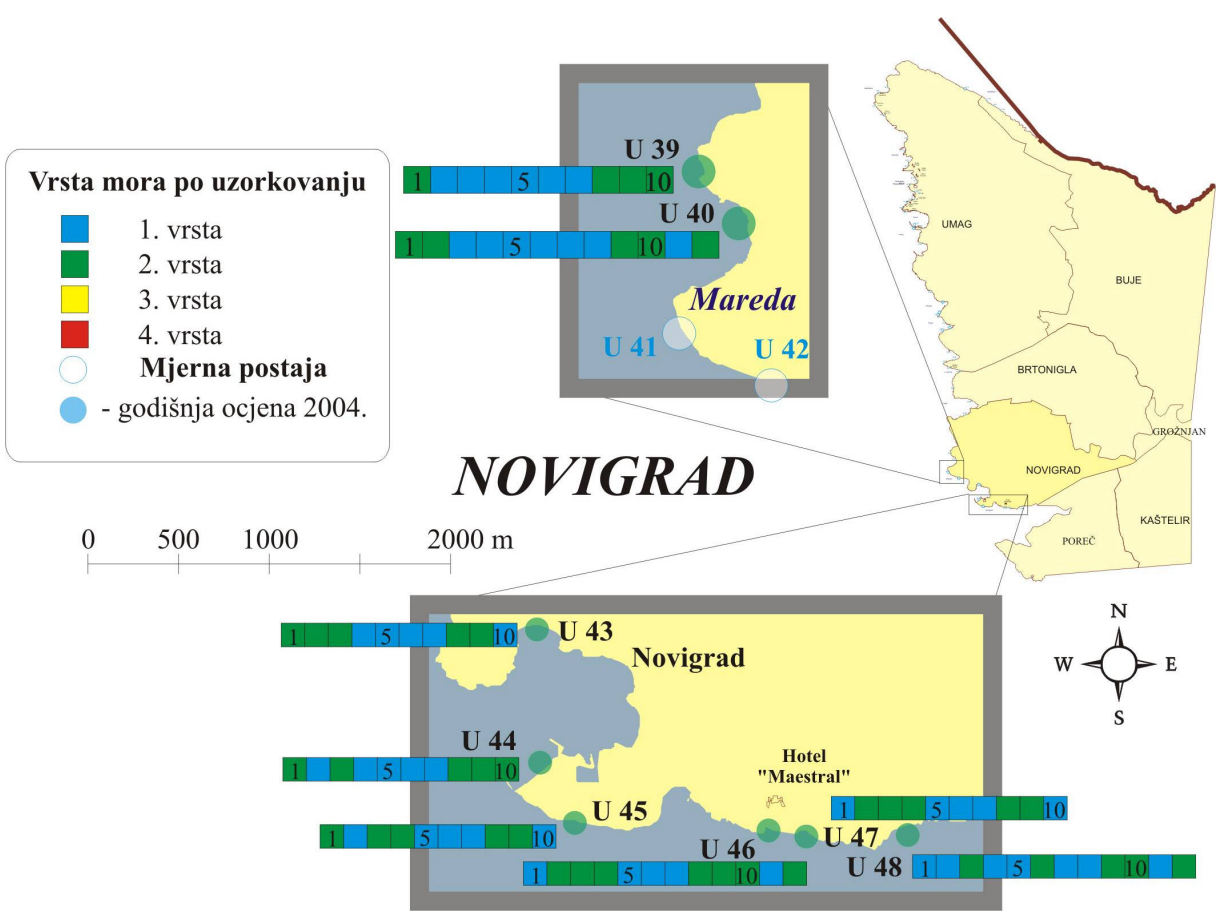 Vrsta mora po uzorkovanju
1. vrsta
2. vrsta
3. vrsta
4. vrsta
Mjerna postaja
- godišnja ocjena 2004.
U 39
1 5 10
U 40
1 5 10
Mareda
U 41
U 42
UMAG
BUJE
BRTONIGLA
GROŽNJAN
NOVIGRAD
KAŠTELIR
POREČ
NOVIGRAD
0 500 1000 2000 m
N
W E
S
1 5 10
U 43
Novigrad
U 44
1 5 10
Hotel
"Maestral"
U 45
1 5 10
1 5 10
U 46
U 47
U 48
1 5 10
1 5 10